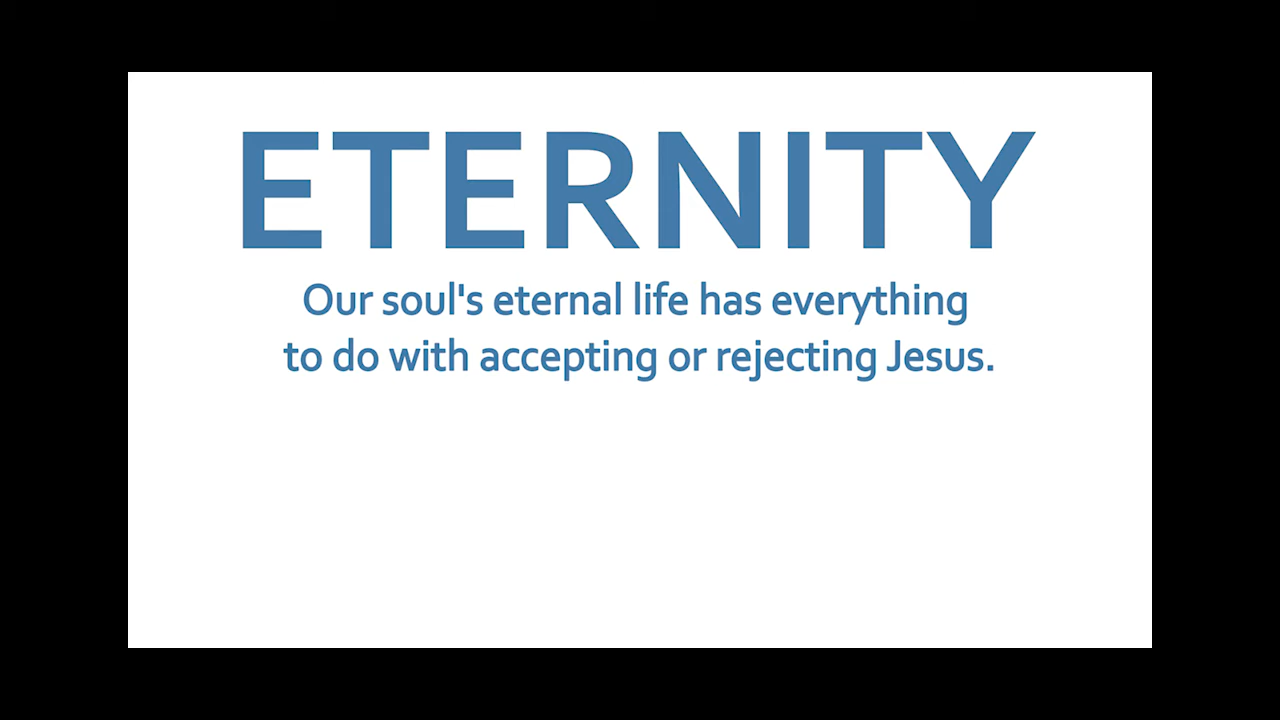 ETERNITY
Our soul's eternal life has everything
to do with accepting or rejecting Jesus.